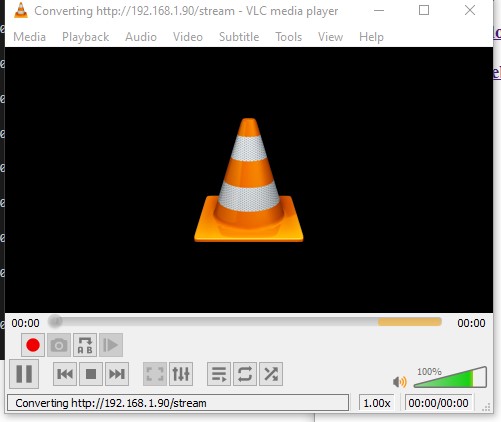 Converting http://192.168.1.90/stream - VLC media player
Media Playback Audio Video Subtitle Tools View Help
00:00 00:00
A B
100%
Converting http://192.168.1.90/stream 1.00x 00:00/00:00